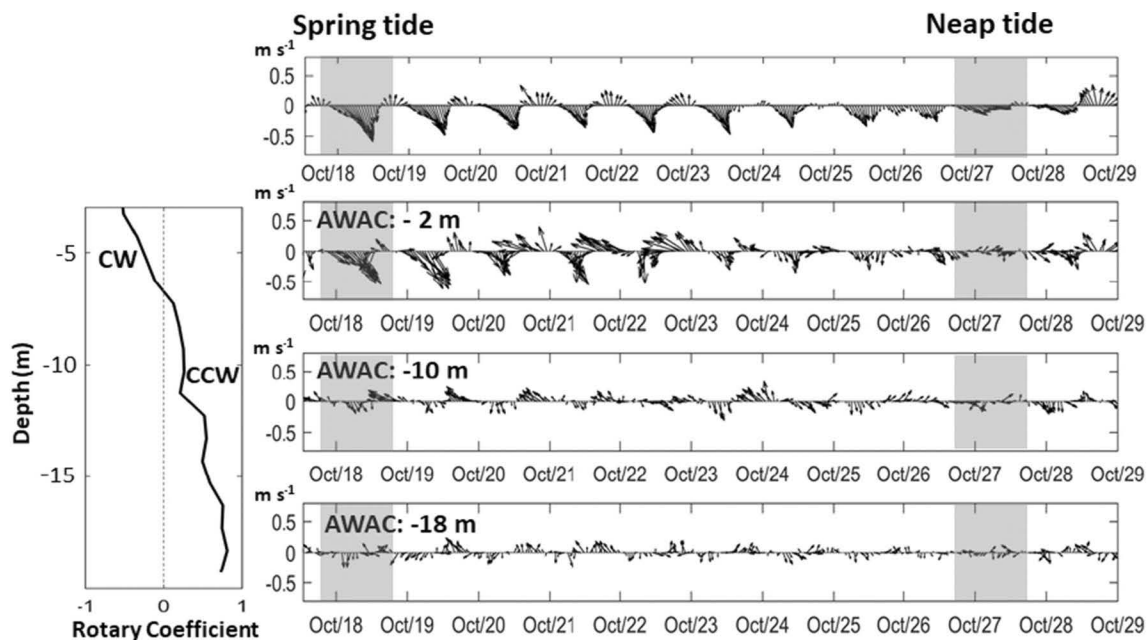 Spring tide Neap tide
m s-1
0.5
0
-0.5
Oct/18 Oct/19 Oct/20 Oct/21 Oct/22 Oct/23 Oct/24 Oct/25 Oct/26 Oct/27 Oct/28 Oct/29
m s-1
AWAC: - 2 m
0.5
0
-0.5
Oct/18 Oct/19 Oct/20 Oct/21 Oct/22 Oct/23 Oct/24 Oct/25 Oct/26 Oct/27 Oct/28 Oct/29
m s-1
AWAC: -10 m
0.5
0
-0.5
Oct/18 Oct/19 Oct/20 Oct/21 Oct/22 Oct/23 Oct/24 Oct/25 Oct/26 Oct/27 Oct/28 Oct/29
m s-1
AWAC: -18 m
0.5
0
-0.5
Oct/18 Oct/19 Oct/20 Oct/21 Oct/22 Oct/23 Oct/24 Oct/25 Oct/26 Oct/27 Oct/28 Oct/29
Depth(m)
-5
CW
-10
CCW
-15
-1 0 1
Rotary Coefficient